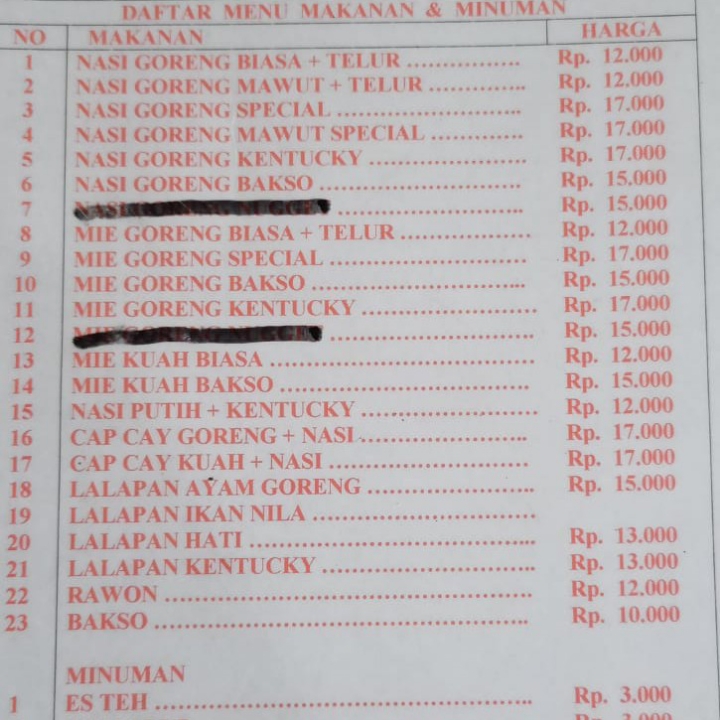 DAFTAR MENU MAKANAN & MINUMAN
NO MAKANAN HARGA
1 NASI GORENG BIASA + TELUR ................ Rp. 12.000
2 NASI GORENG MAWUT + TELUR ............. Rp. 12.000
3 NASI GORENG SPECIAL .......................... Rp. 17.000
4 NASI GORENG MAWUT SPECIAL ............. Rp. 17.000
5 NASI GORENG KENTUCKY ...................... Rp. 17.000
6 NASI GORENG BAKSO ............................. Rp. 15.000
7 .......................... Rp. 15.000
8 MIE GORENG BIASA + TELUR .................. Rp. 12.000
9 MIE GORENG SPECIAL ............................ Rp. 17.000
10 MIE GORENG BAKSO .............................. Rp. 15.000
11 MIE GORENG KENTUCKY ........................ Rp. 17.000
12 ............................ Rp. 15.000
13 MIE KUAH BIASA ..................................... Rp. 12.000
14 MIE KUAH BAKSO ................................... Rp. 15.000
15 NASI PUTIH + KENTUCKY ........................ Rp. 12.000
16 CAP CAY GORENG + NASI ....................... Rp. 17.000
17 CAP CAY KUAH + NASI ............................ Rp. 17.000
18 LALAPAN AYAM GORENG ....................... Rp. 15.000
19 LALAPAN IKAN NILA ...............................
20 LALAPAN HATI ........................................ Rp. 13.000
21 LALAPAN KENTUCKY .............................. Rp. 13.000
22 RAWON .................................................... Rp. 12.000
23 BAKSO ..................................................... Rp. 10.000
MINUMAN
1 ES TEH ..................................................... Rp. 3.000